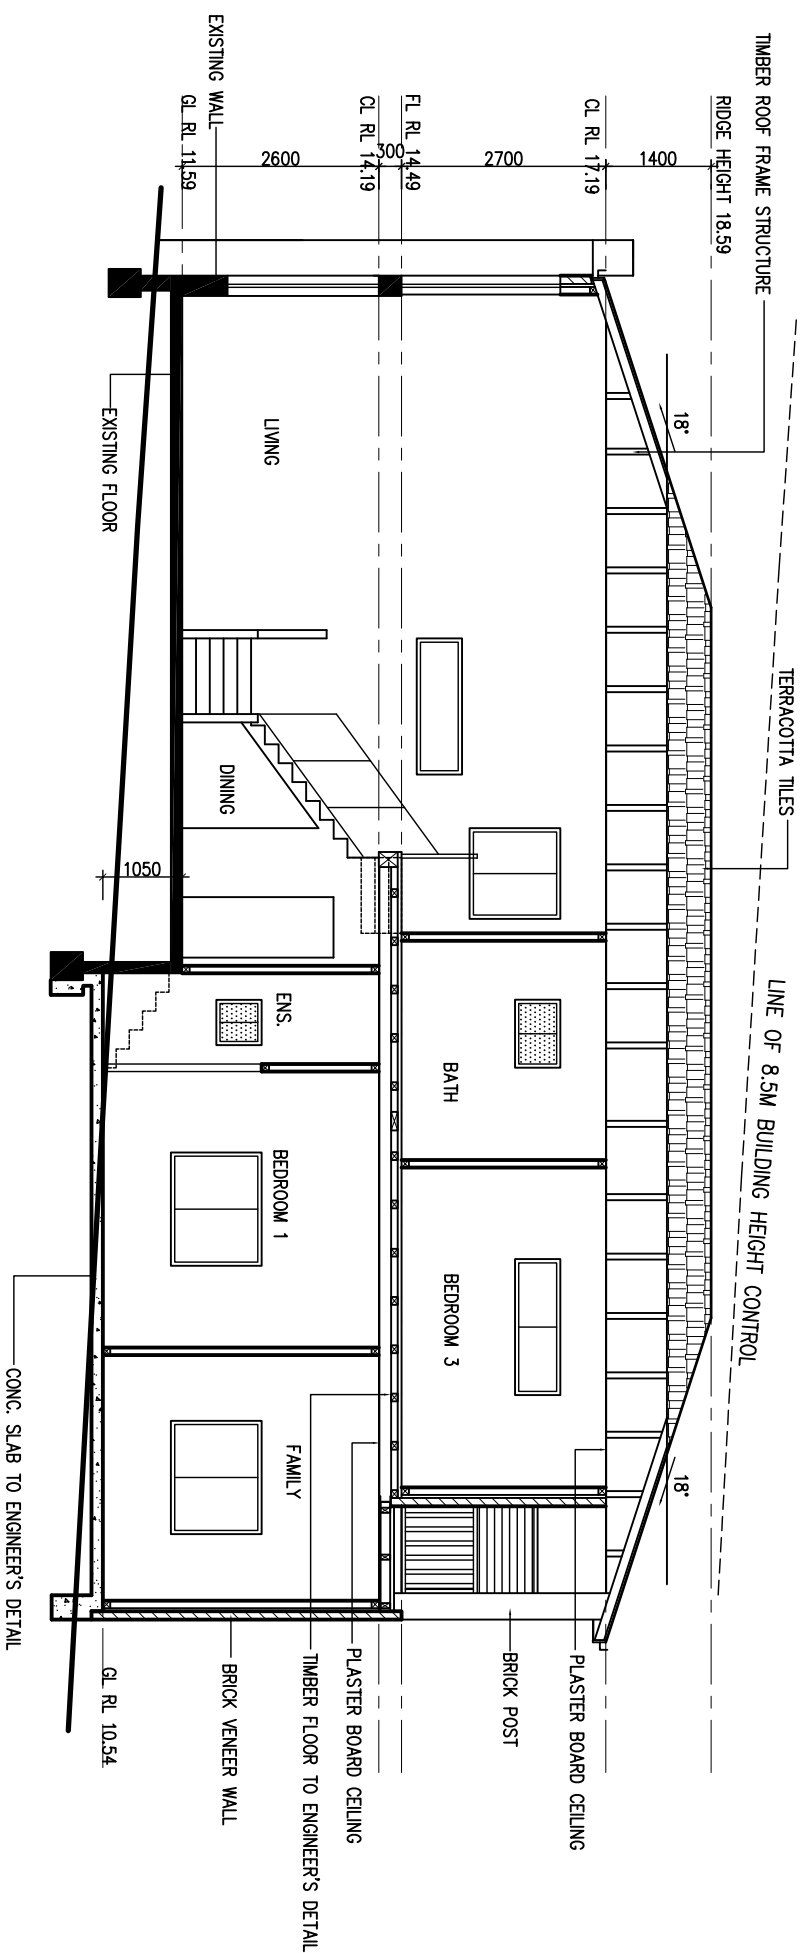 TIMBER ROOF FRAME STRUCTURE
TERRACOTTA TILES
LINE OF 8.5M BUILDING HEIGHT CONTROL
RIDGE HEIGHT 18.59
1400
18°
18°
CL RL 17.19
PLASTER BOARD CEILING
2700
BATH
BEDROOM 3
BRICK POST
FL RL 14.49
300
CL RL 14.19
PLASTER BOARD CEILING
TIMBER FLOOR TO ENGINEER'S DETAIL
2600
LIVING
DINING
ENS.
BEDROOM 1
FAMILY
BRICK VENEER WALL
EXISTING WALL
GL RL 11.59
1050
EXISTING FLOOR
GL RL 10.54
CONC. SLAB TO ENGINEER'S DETAIL